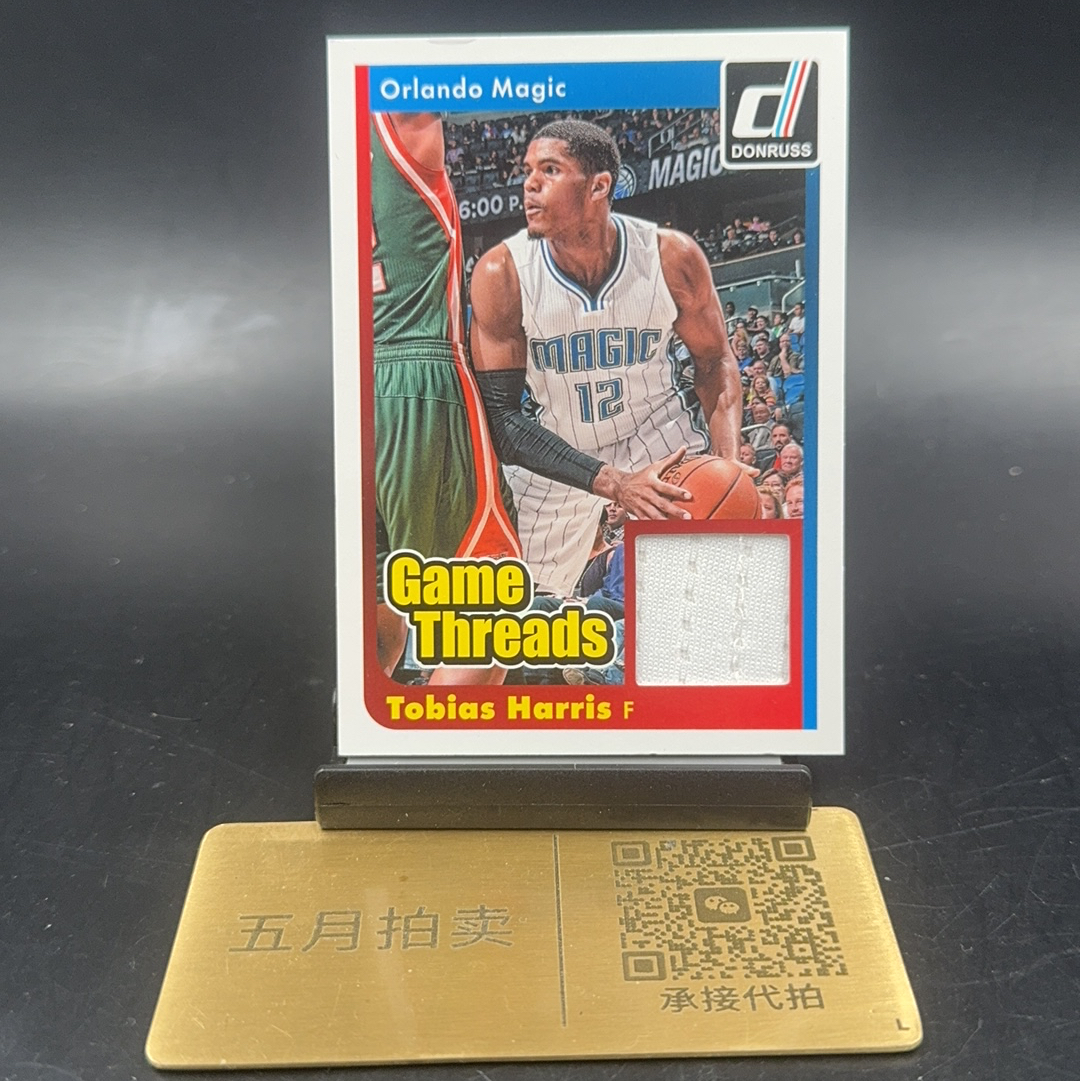 Orlando Magic
DONRUSS
MAGIC
6:00 P.
MAGIC
12
Game
Threads
Tobias Harris F
五月拍卖
承接代拍
L